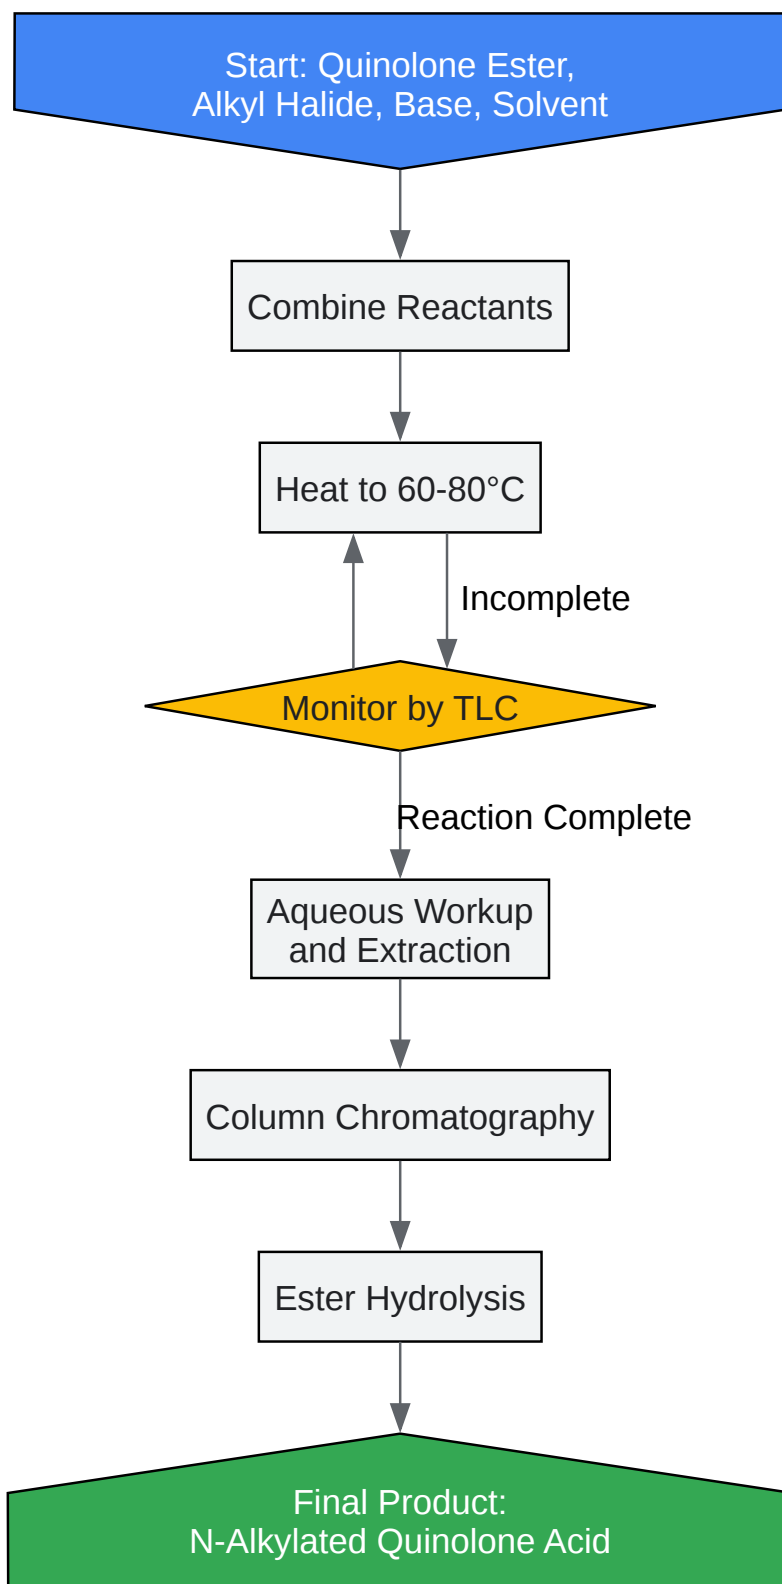 Start: Quinolone Ester,
Alkyl Halide, Base, Solvent
Combine Reactants
Heat to 60-80°C
Incomplete
Monitor by TLC
Reaction Complete
Aqueous Workup
and Extraction
Column Chromatography
Ester Hydrolysis
Final Product:
N-Alkylated Quinolone Acid